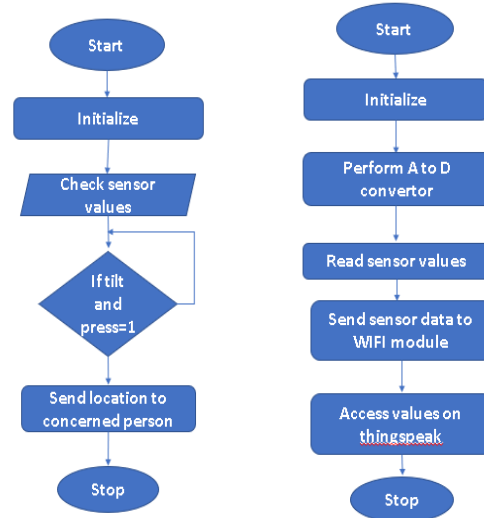 Start
Initialize
Check sensor
values
If tilt
and
press=1
Send location to
concerned person
Stop
Start
Initialize
Perform A to D
convertor
Read sensor values
Send sensor data to
WIFI module
Access values on
thingspeak
Stop